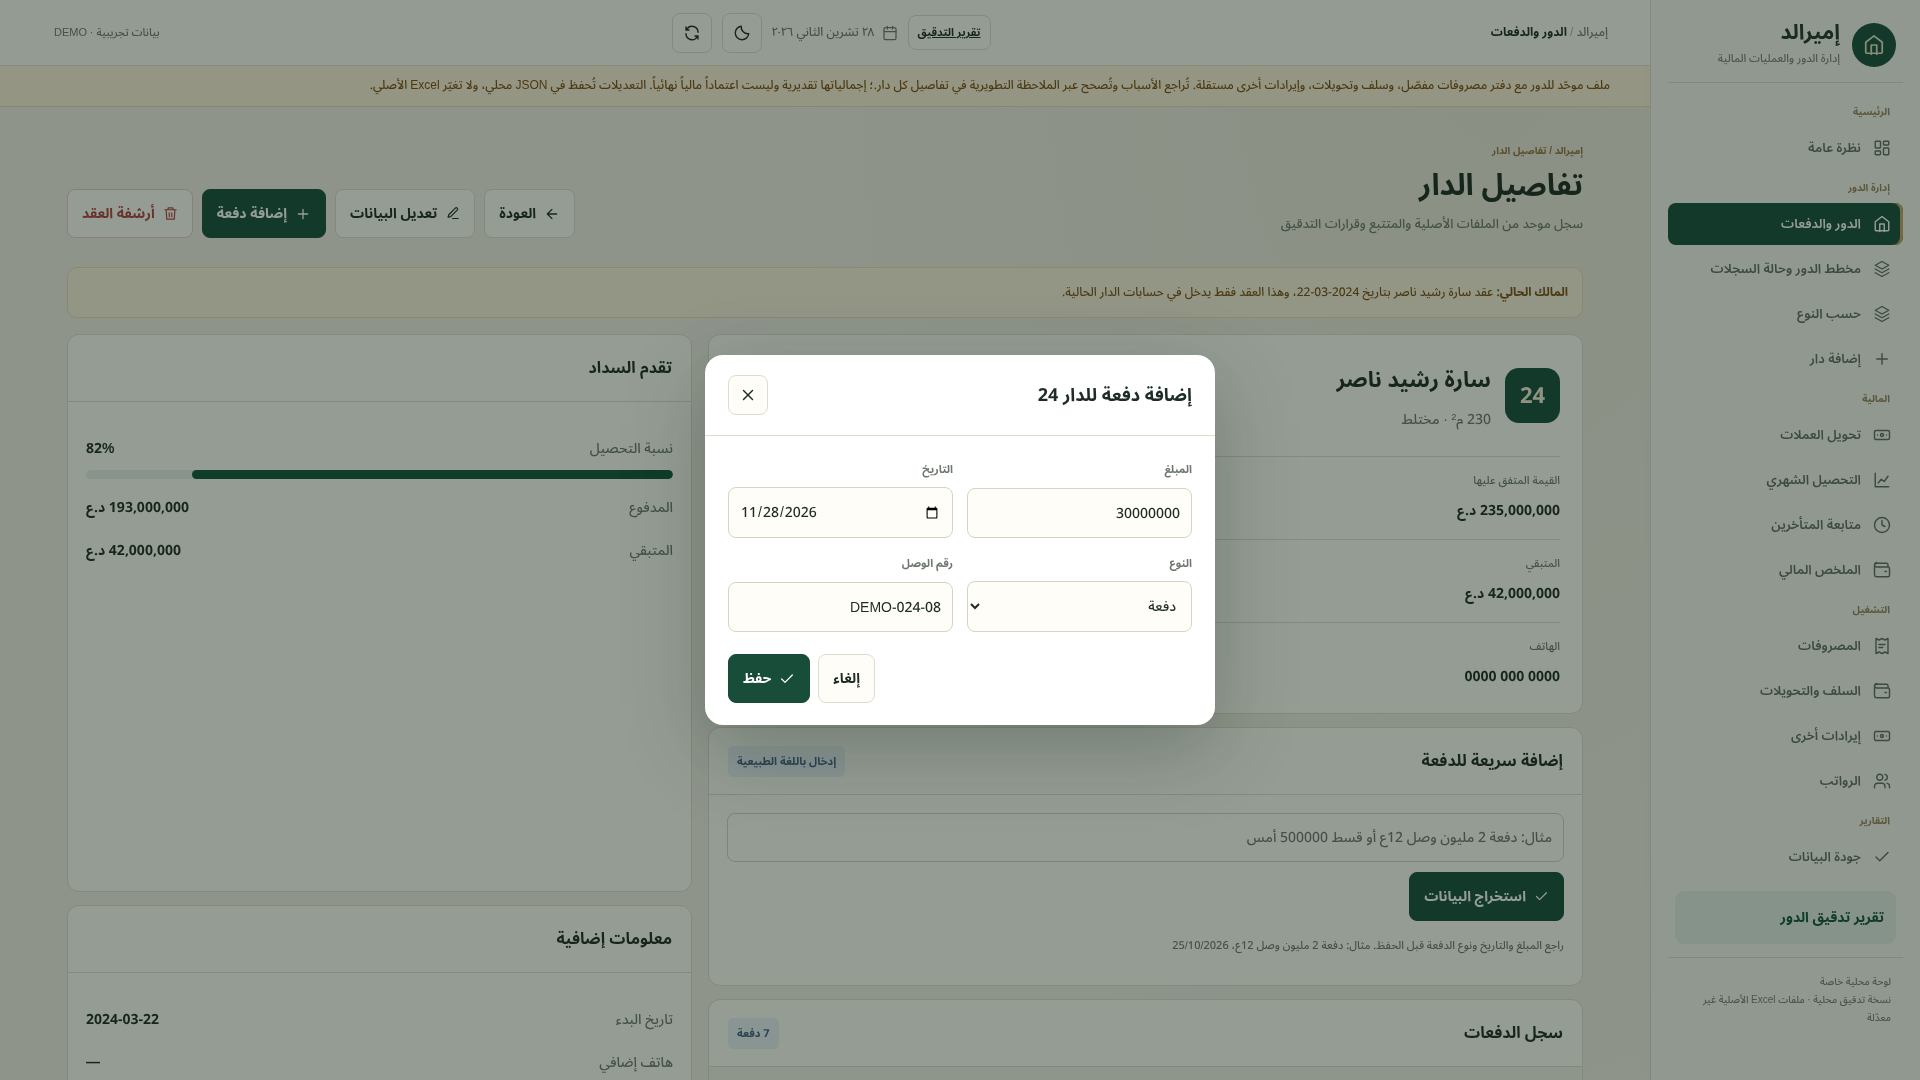 إميرالد
إدارة الدور والعمليات المالية
الرئيسية
نظرة عامة
إدارة الدور
الدور والدفعات
مخطط الدور وحالة السجلات
حسب النوع
إضافة دار
المالية
تحويل العملات
التحصيل الشهري
متابعة المتأخرين
الملخص المالي
التشغيل
المصروفات
السلف والتحويلات
إيرادات أخرى
الرواتب
التقارير
جودة البيانات
تقرير تدقيق الدور
لوحة محلية خاصة
نسخة تدقيق محلية · ملفات Excel الأصلية غير
معدّلة
إميرالد / الدور والدفعات
تقرير التدقيق
٢٨ تشرين الثاني ٢٠٢٦
بيانات تجريبية · DEMO
ملف موحّد للدور مع دفتر مصروفات مفصّل، وسلف وتحويلات، وإيرادات أخرى مستقلة. تُراجع الأسباب وتُصحح عبر الملاحظة التطويرية في تفاصيل كل دار.؛ إجمالياتها تقديرية وليست اعتماداً مالياً نهائياً. التعديلات تُحفظ في JSON محلي، ولا تغيّر Excel الأصلي.
إميرالد / تفاصيل الدار
تفاصيل الدار
سجل موحد من الملفات الأصلية والمتتبع وقرارات التدقيق
العودة
تعديل البيانات
إضافة دفعة
أرشفة العقد
المالك الحالي: عقد سارة رشيد ناصر بتاريخ 2024-03-22، وهذا العقد فقط يدخل في حسابات الدار الحالية.
24
سارة رشيد ناصر
230 م² · مختلط
القيمة المتفق عليها
235,000,000 د.ع
المتبقي
42,000,000 د.ع
الهاتف
0000 000 0000
تقدم السداد
نسبة التحصيل
82%
المدفوع
193,000,000 د.ع
المتبقي
42,000,000 د.ع
إضافة دفعة للدار 24
المبلغ
30000000
التاريخ
11/28/2026
النوع
دفعة
رقم الوصل
DEMO-024-08
إلغاء
حفظ
إضافة سريعة للدفعة
إدخال باللغة الطبيعية
مثال: دفعة 2 مليون وصل 12ع أو قسط 500000 أمس
استخراج البيانات
راجع المبلغ والتاريخ ونوع الدفعة قبل الحفظ. مثال: دفعة 2 مليون وصل 12ع، 25/10/2026
سجل الدفعات
7 دفعة
معلومات إضافية
تاريخ البدء
2024-03-22
هاتف إضافي
—